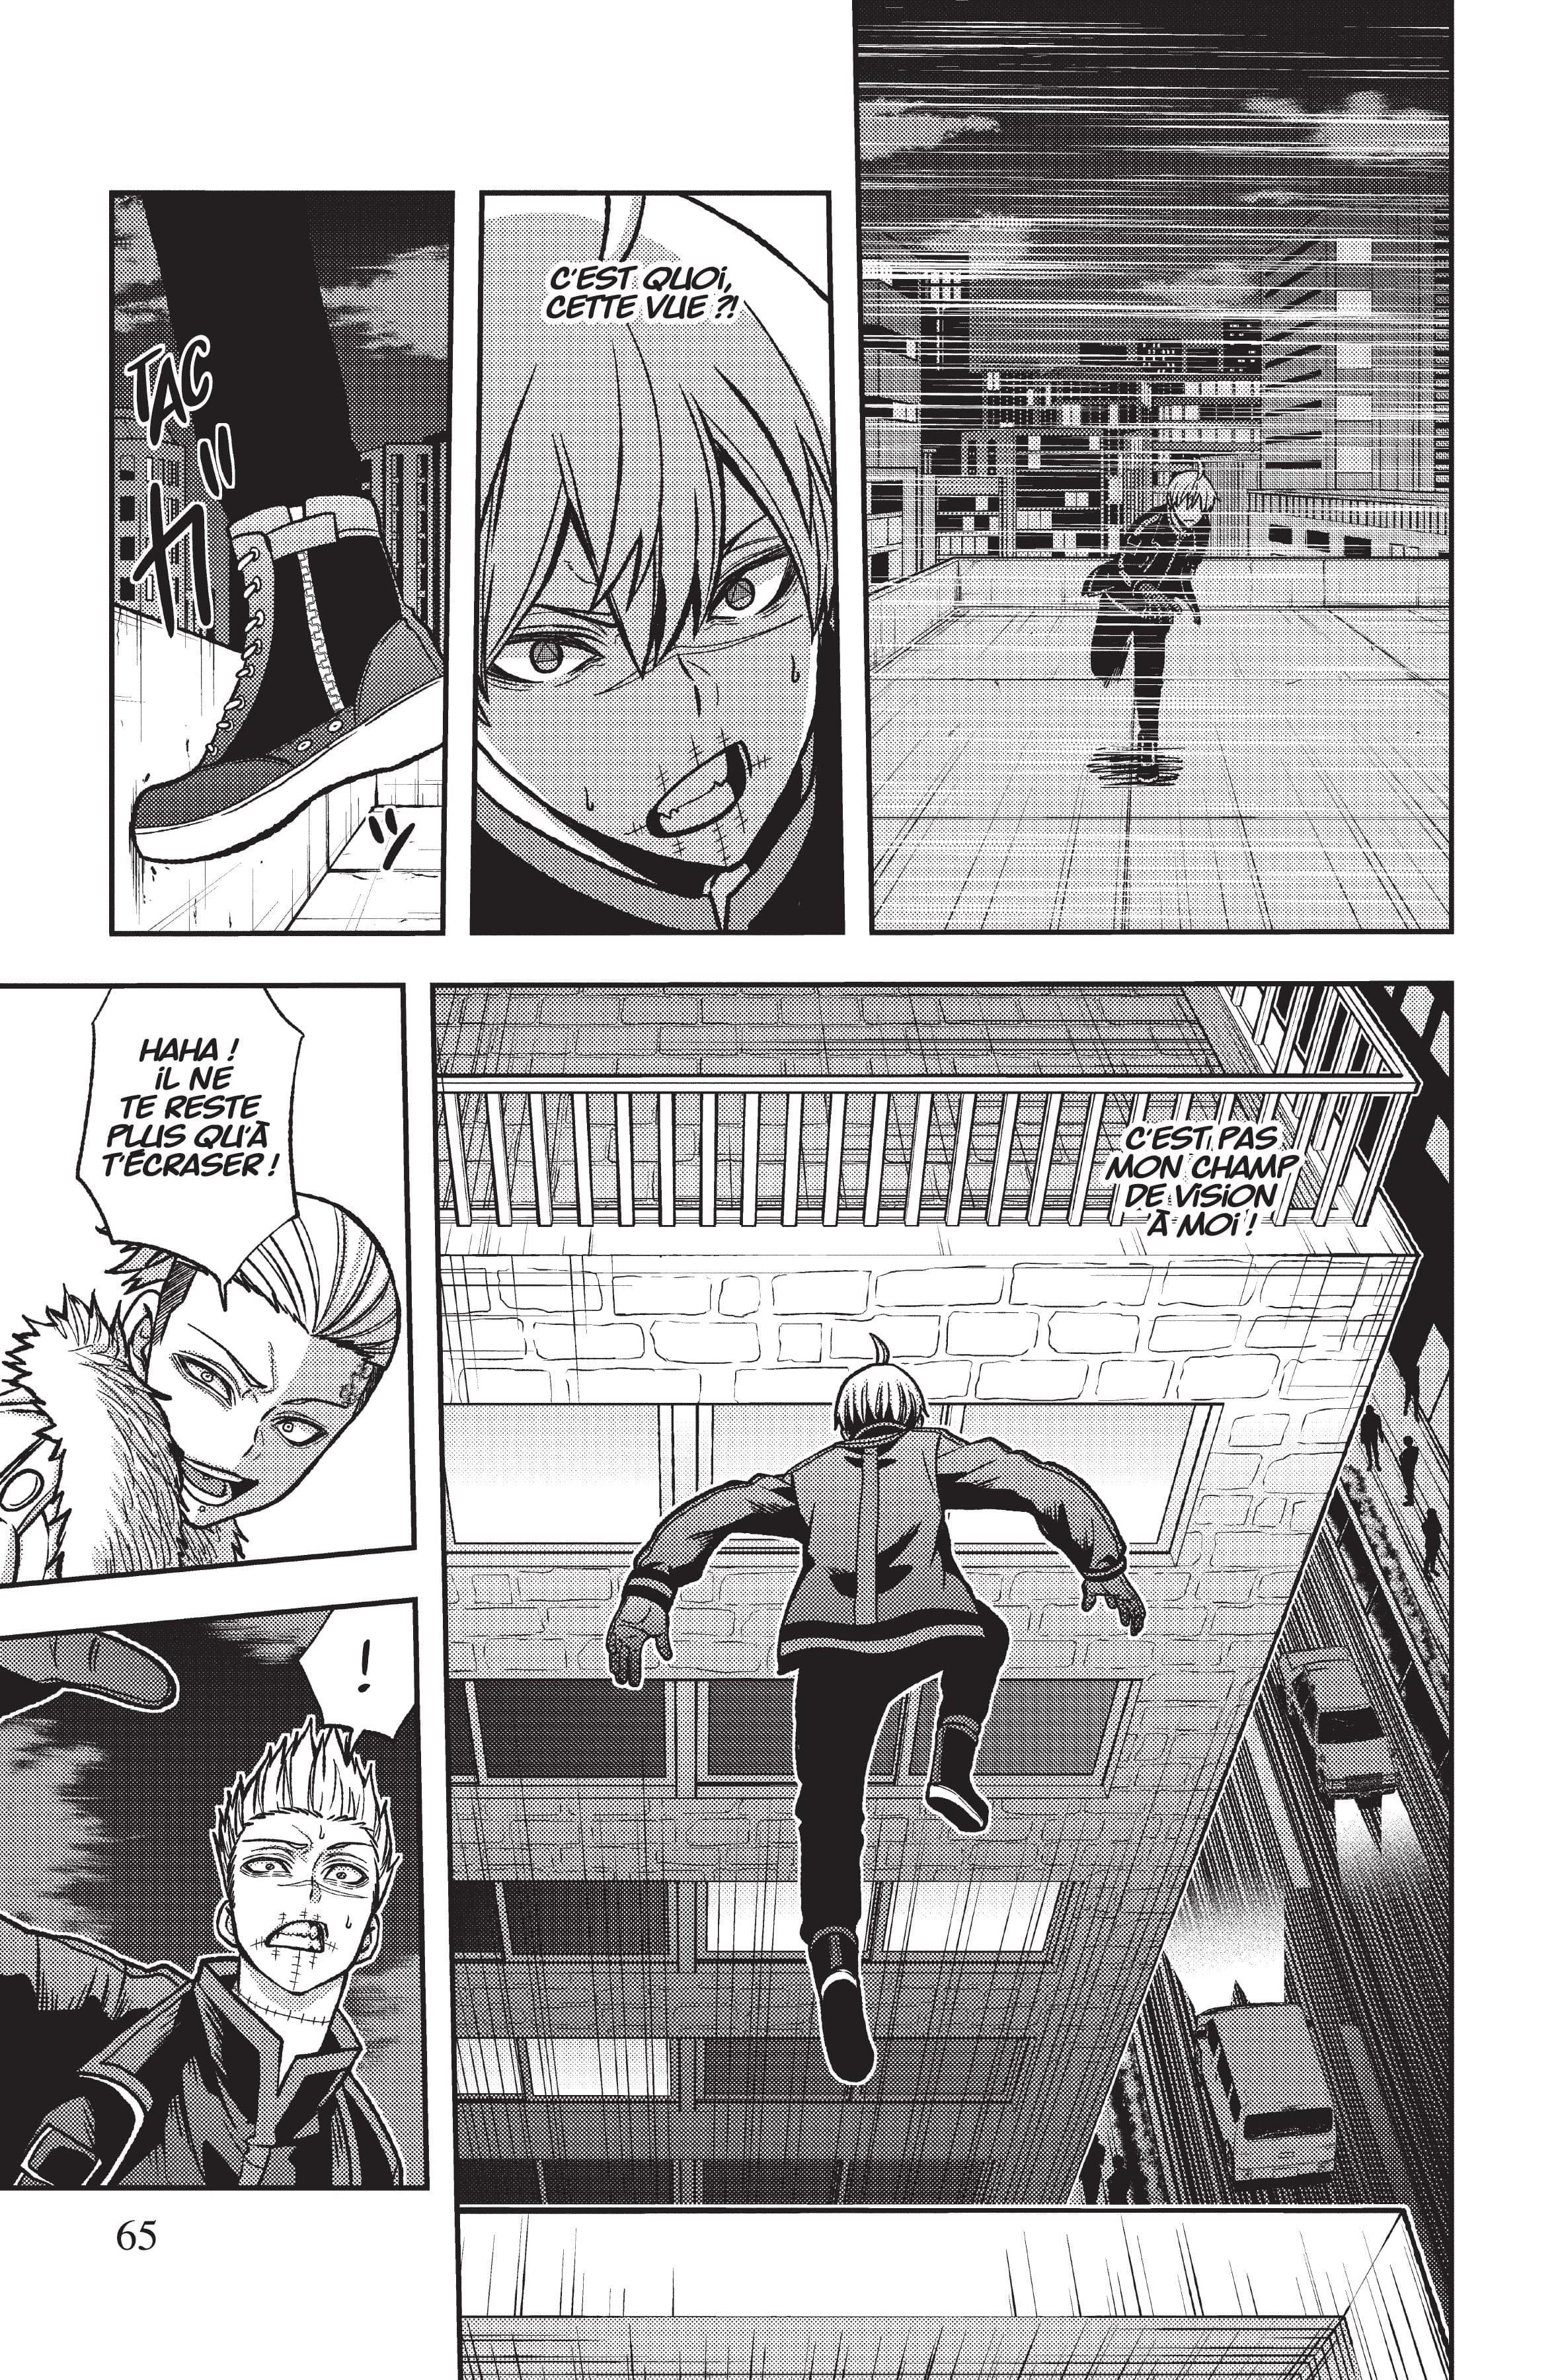 C'EST QUOI,
CETTE VUE ?!
TAC
ガッ
C'EST PAS
MON CHAMP
DE VISION
À MOI !
HAHA !
IL NE
TE RESTE
PLUS QU'À
T'ÉCRASER !
!
65